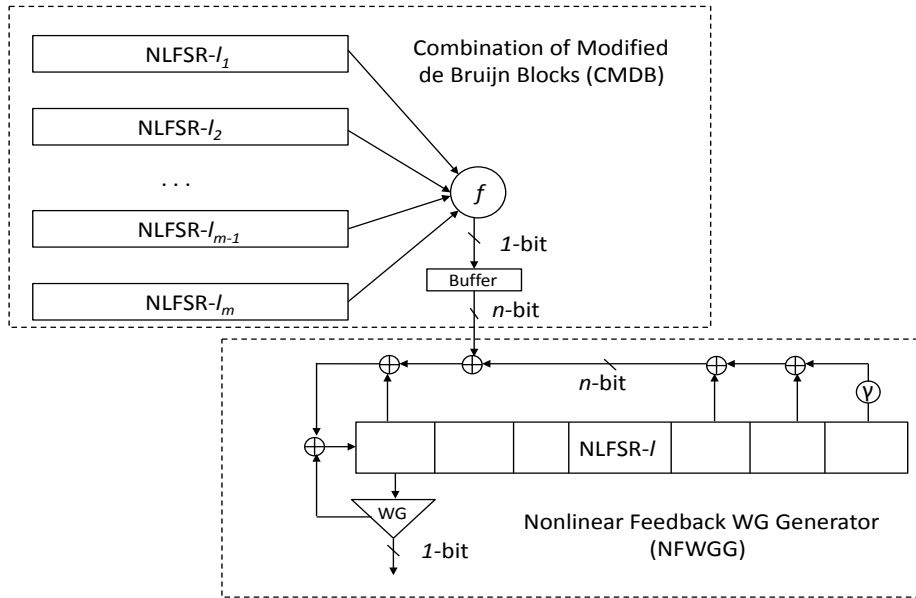 NLFSR-l₁
Combination of Modified
de Bruijn Blocks (CMDB)
NLFSR-l₂
. . .
f
NLFSR-lₘ₋₁
1-bit
Buffer
NLFSR-lₘ
n-bit
n-bit
γ
NLFSR-l
WG
Nonlinear Feedback WG Generator
(NFWGG)
1-bit